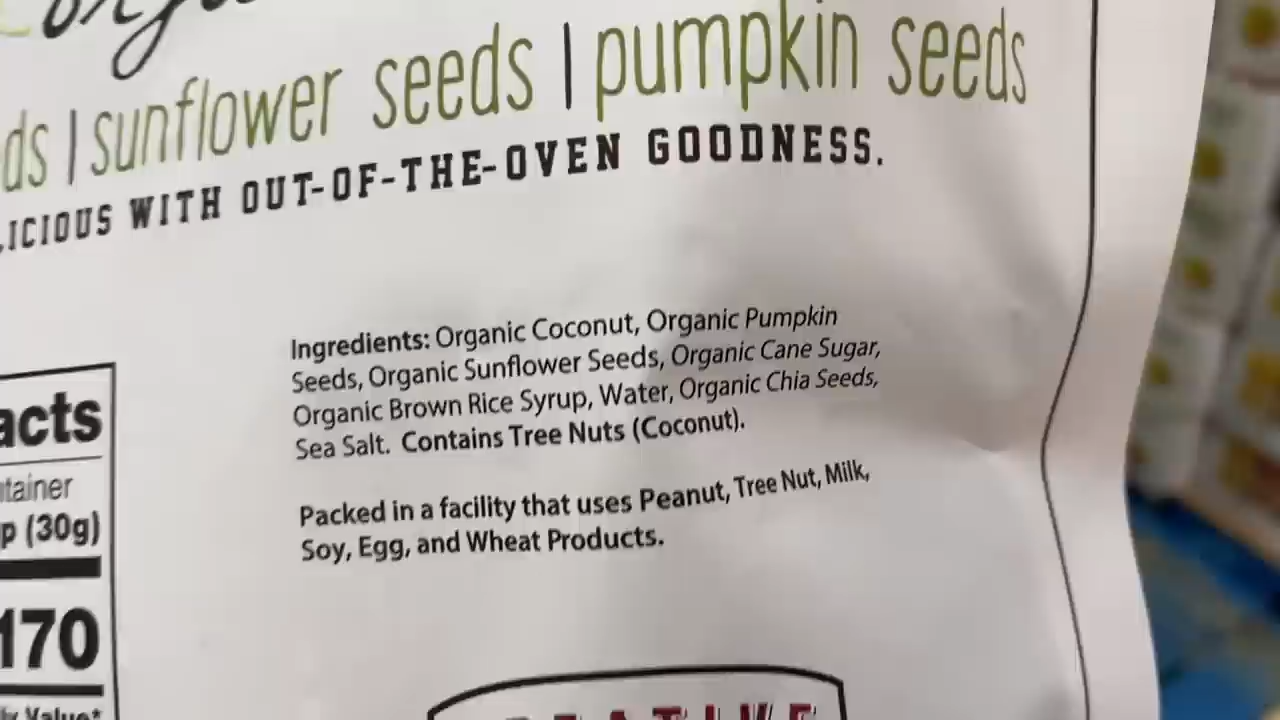 sunflower seeds | pumpkin seeds
WITH OUT-OF-THE-OVEN GOODNESS.
Ingredients: Organic Coconut, Organic Pumpkin
Seeds, Organic Sunflower Seeds, Organic Cane Sugar,
Organic Brown Rice Syrup, Water, Organic Chia Seeds,
Sea Salt. Contains Tree Nuts (Coconut).
Packed in a facility that uses Peanut, Tree Nut, Milk,
Soy, Egg, and Wheat Products.
acts
tainer
p (30g)
170